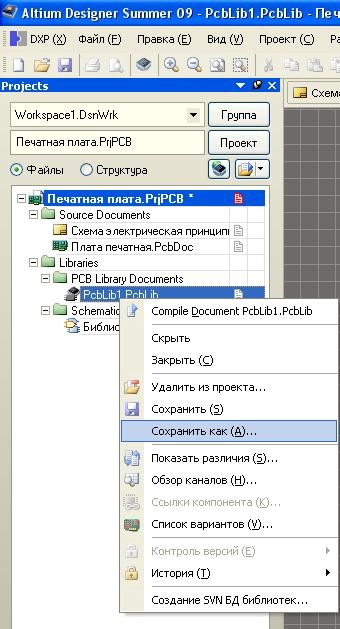 Altium Designer Summer 09 - PcbLib1.PcbLib - Печ
DXP (X) Файл (F) Правка (E) Вид (V) Проект (C) Ра
Projects
Workspace1.DsnWrk Группа
Печатная плата.PrjPCB Проект
Файлы Структура
Схема
Печатная плата.PrjPCB *
Source Documents
Схема электрическая принципи
Плата печатная.PcbDoc
Libraries
PCB Library Documents
PcbLib1.PcbLib
Schematic
Библио
Compile Document PcbLib1.PcbLib
Скрыть
Закрыть (C)
Удалить из проекта...
Сохранить (S)
Сохранить как (A)...
Показать различия (S)...
Обзор каналов (H)...
Ссылки компонента (K)...
Список вариантов (V)...
Контроль версий (E)
История (T)
Создание SVN БД библиотек...